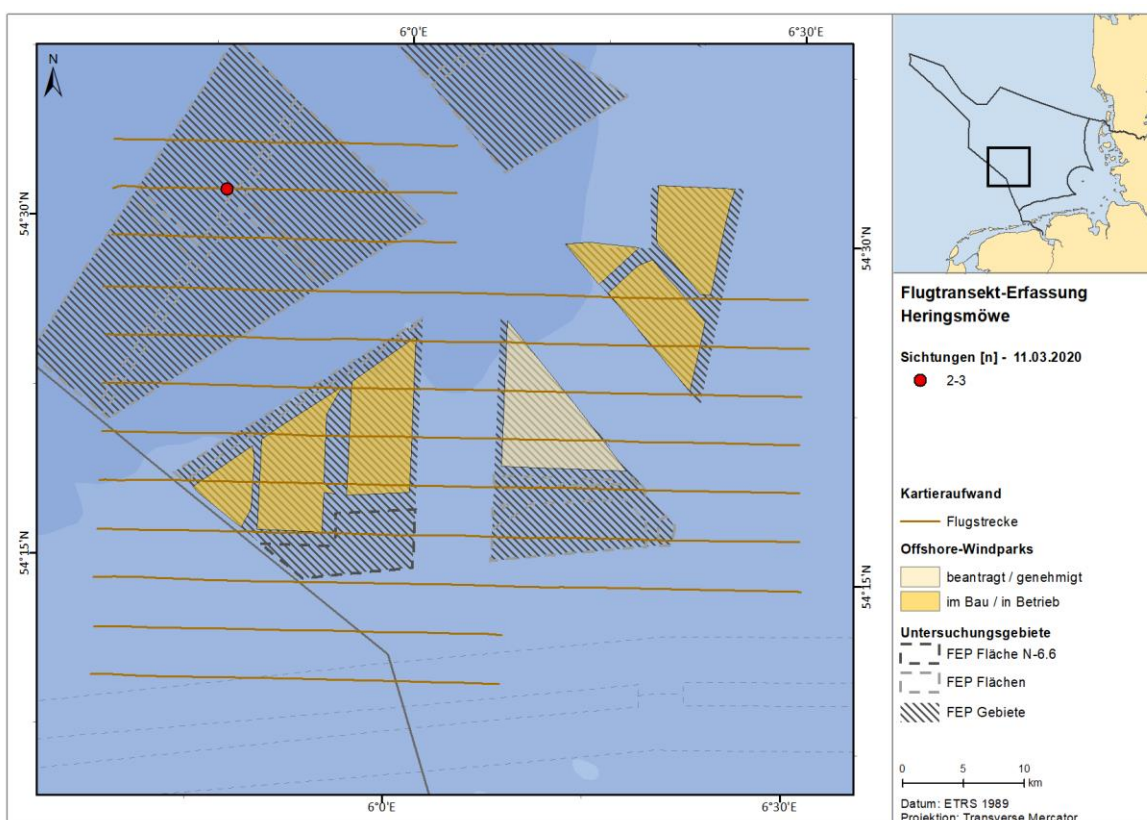 6°0'E
6°30'E
N
54°30'N
54°30'N
54°15'N
54°15'N
6°0'E
6°30'E
Flugtransekt-Erfassung
Heringsmöwe
Sichtungen [n] - 11.03.2020
2-3
Kartieraufwand
Flugstrecke
Offshore-Windparks
beantragt / genehmigt
im Bau / in Betrieb
Untersuchungsgebiete
FEP Fläche N-6.6
FEP Flächen
FEP Gebiete
0 5 10
km
Datum: ETRS 1989
Projektion: Transverse Mercator